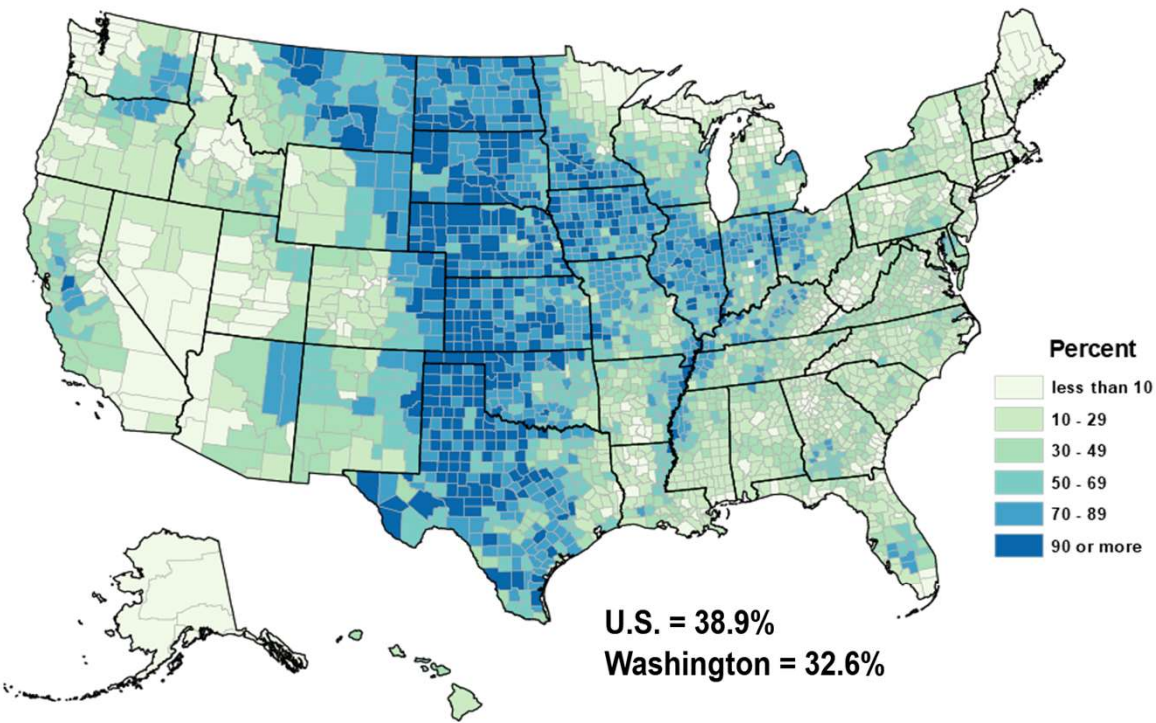 Percent
less than 10
10 - 29
30 - 49
50 - 69
70 - 89
90 or more
U.S. = 38.9%
Washington = 32.6%